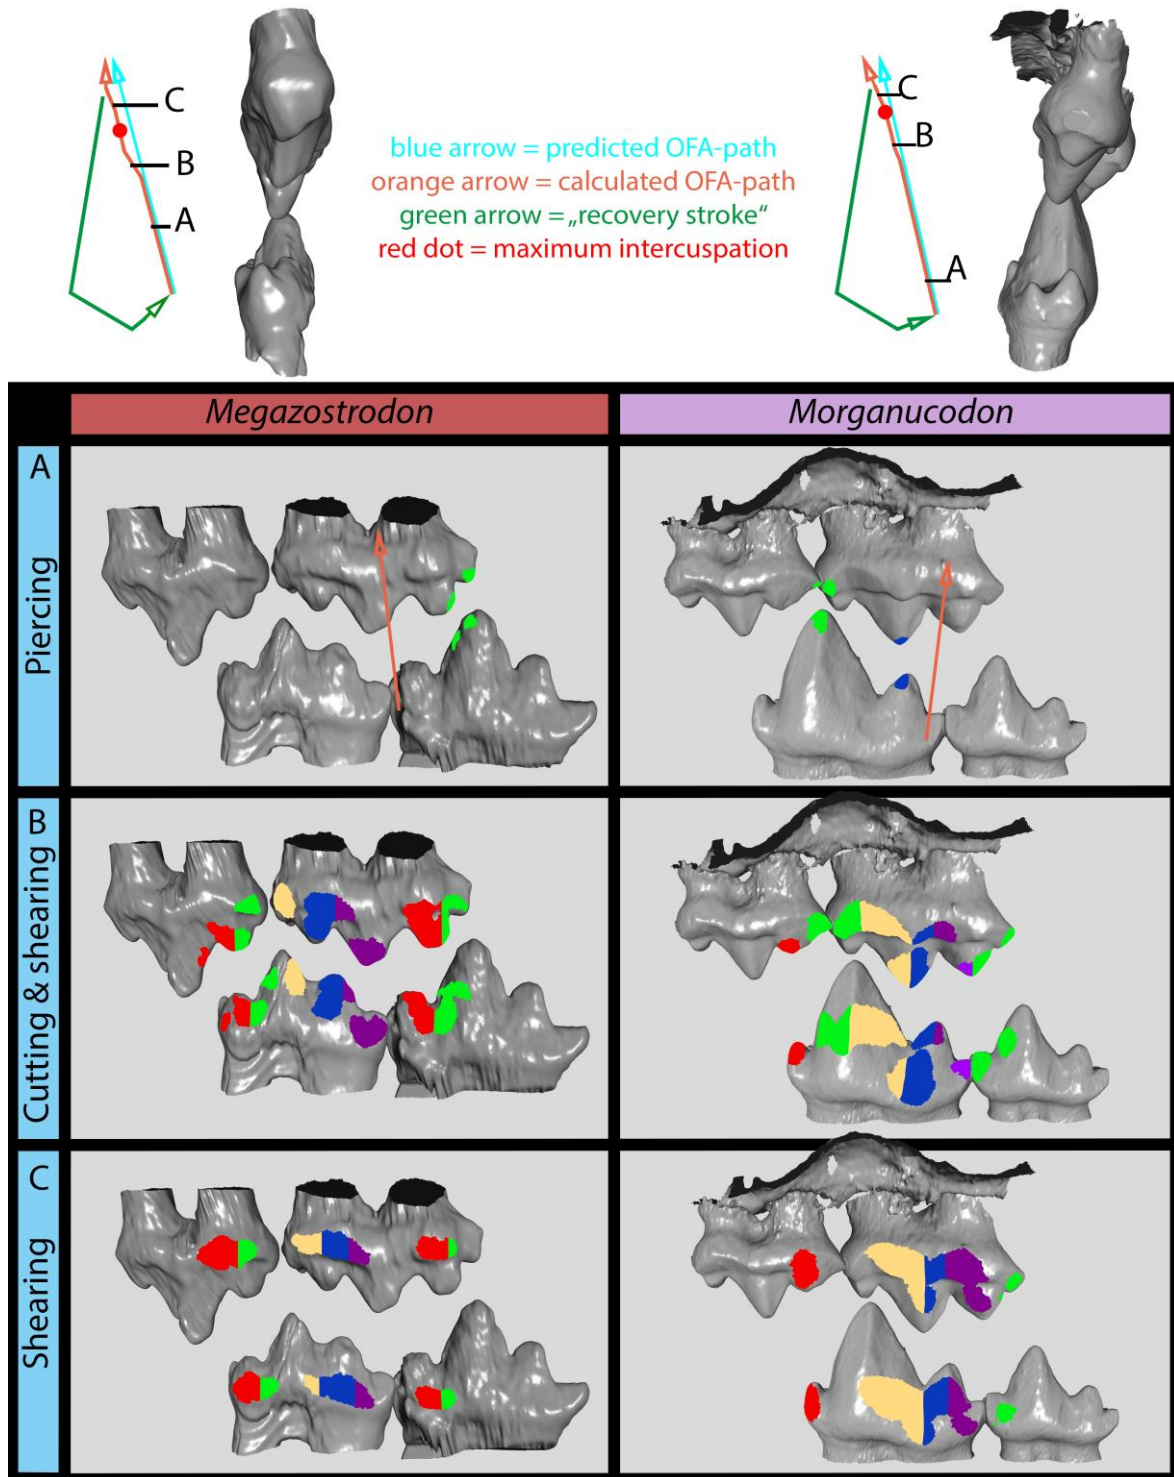 C
B
A
blue arrow = predicted OFA-path
orange arrow = calculated OFA-path
green arrow = „recovery stroke“
red dot = maximum intercuspation
C
B
A
Megazostrodon
Morganucodon
A
Piercing
B
Cutting & shearing
C
Shearing